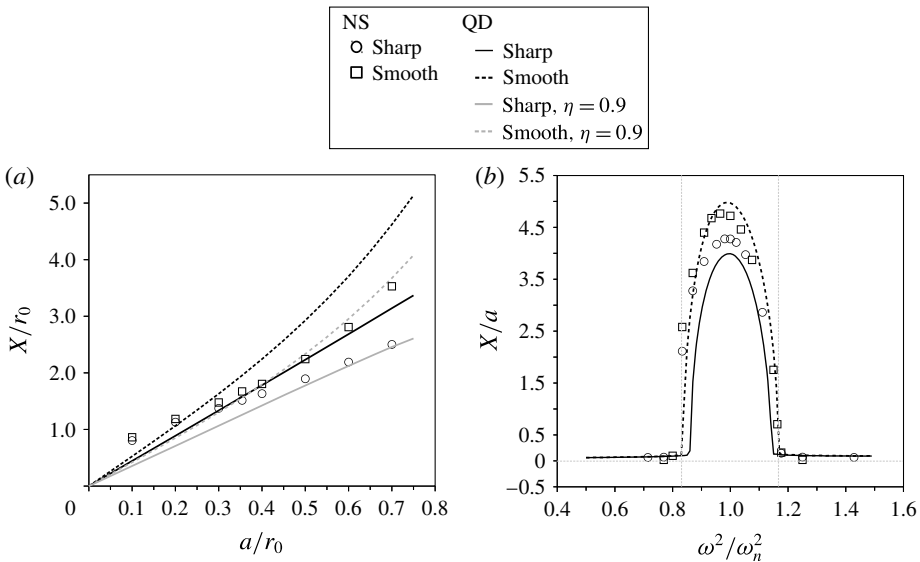 NS QD
Sharp Sharp
Smooth Smooth
Sharp, η = 0.9
Smooth, η = 0.9
(a) (b)
5.0
4.0
3.0
2.0
1.0
0 0.1 0.2 0.3 0.4 0.5 0.6 0.7 0.8
X/r0
a/r0
5.5
4.5
3.5
2.5
1.5
0.5
0
−0.5
0.4 0.6 0.8 1.0 1.2 1.4 1.6
X/a
ω²/ωn²